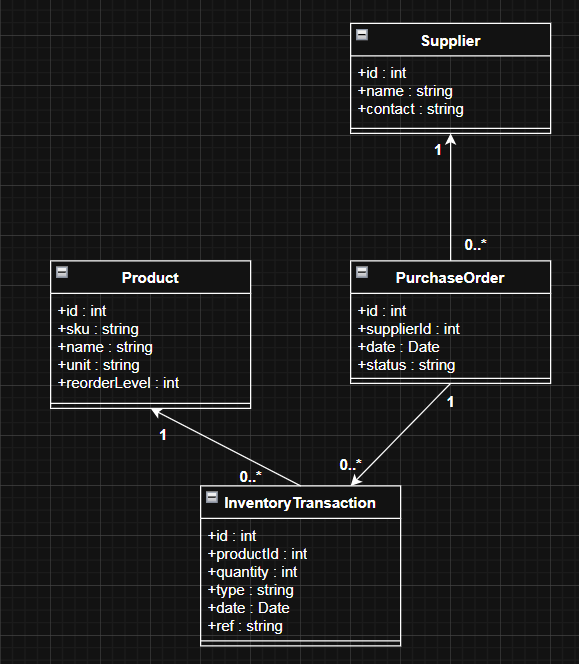 Supplier
+id : int
+name : string
+contact : string
1
0..*
Product
+id : int
+sku : string
+name : string
+unit : string
+reorderLevel : int
PurchaseOrder
+id : int
+supplierId : int
+date : Date
+status : string
1
1
0..*
0..*
InventoryTransaction
+id : int
+productId : int
+quantity : int
+type : string
+date : Date
+ref : string